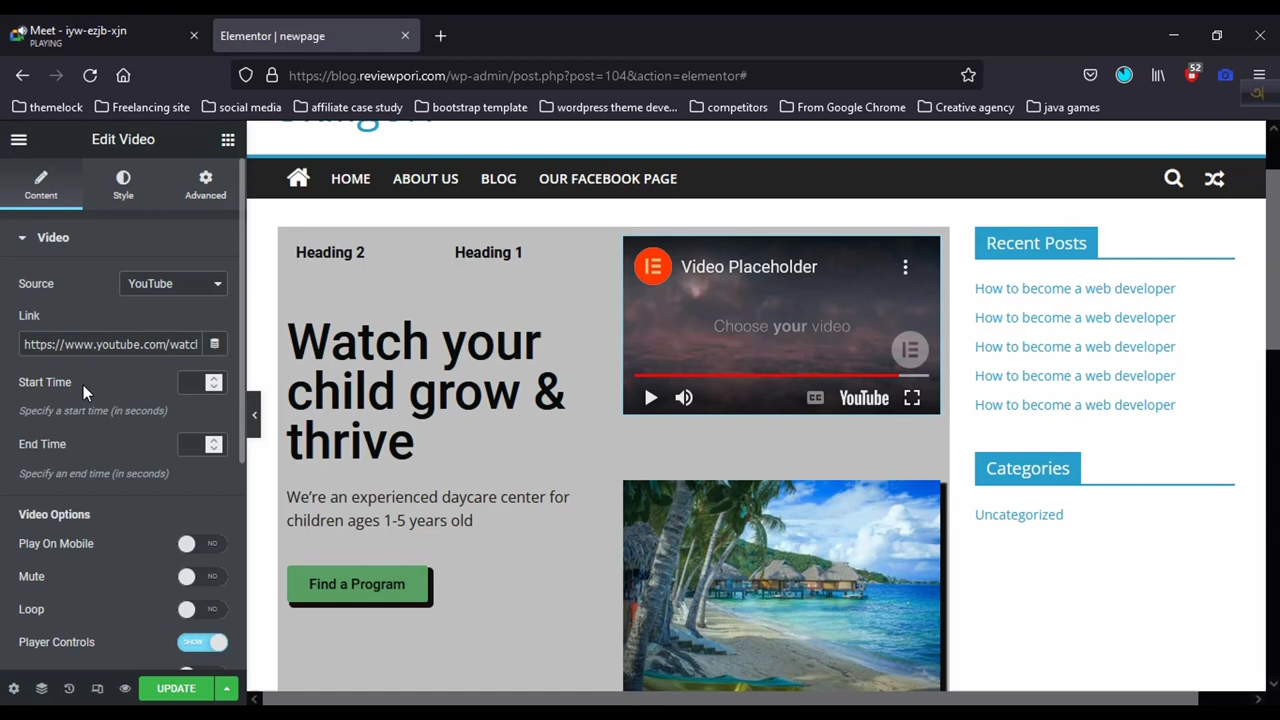 Meet - iyw-ezjb-xjn
PLAYING
Elementor | newpage
https://blog.reviewpori.com/wp-admin/post.php?post=104&action=elementor#
52
themelock
Freelancing site
social media
affiliate case study
bootstrap template
wordpress theme deve...
competitors
From Google Chrome
Creative agency
java games
Edit Video
Content
Style
Advanced
Video
Source
YouTube
Link
https://www.youtube.com/watcl
Start Time
Specify a start time (in seconds)
End Time
Specify an end time (in seconds)
Video Options
Play On Mobile
NO
Mute
NO
Loop
NO
Player Controls
SHOW
UPDATE
HOME
ABOUT US
BLOG
OUR FACEBOOK PAGE
Heading 2
Heading 1
Watch your
child grow &
thrive
We're an experienced daycare center for
children ages 1-5 years old
Find a Program
Video Placeholder
Choose your video
CC
YouTube
Recent Posts
How to become a web developer
How to become a web developer
How to become a web developer
How to become a web developer
How to become a web developer
Categories
Uncategorized